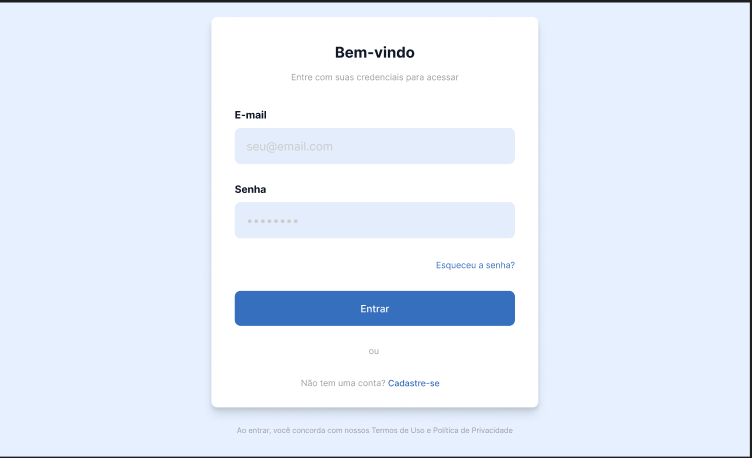 Bem-vindo
Entre com suas credenciais para acessar
E-mail
seu@email.com
Senha
••••••••
Esqueceu a senha?
Entrar
ou
Não tem uma conta? Cadastre-se
Ao entrar, você concorda com nossos Termos de Uso e Política de Privacidade